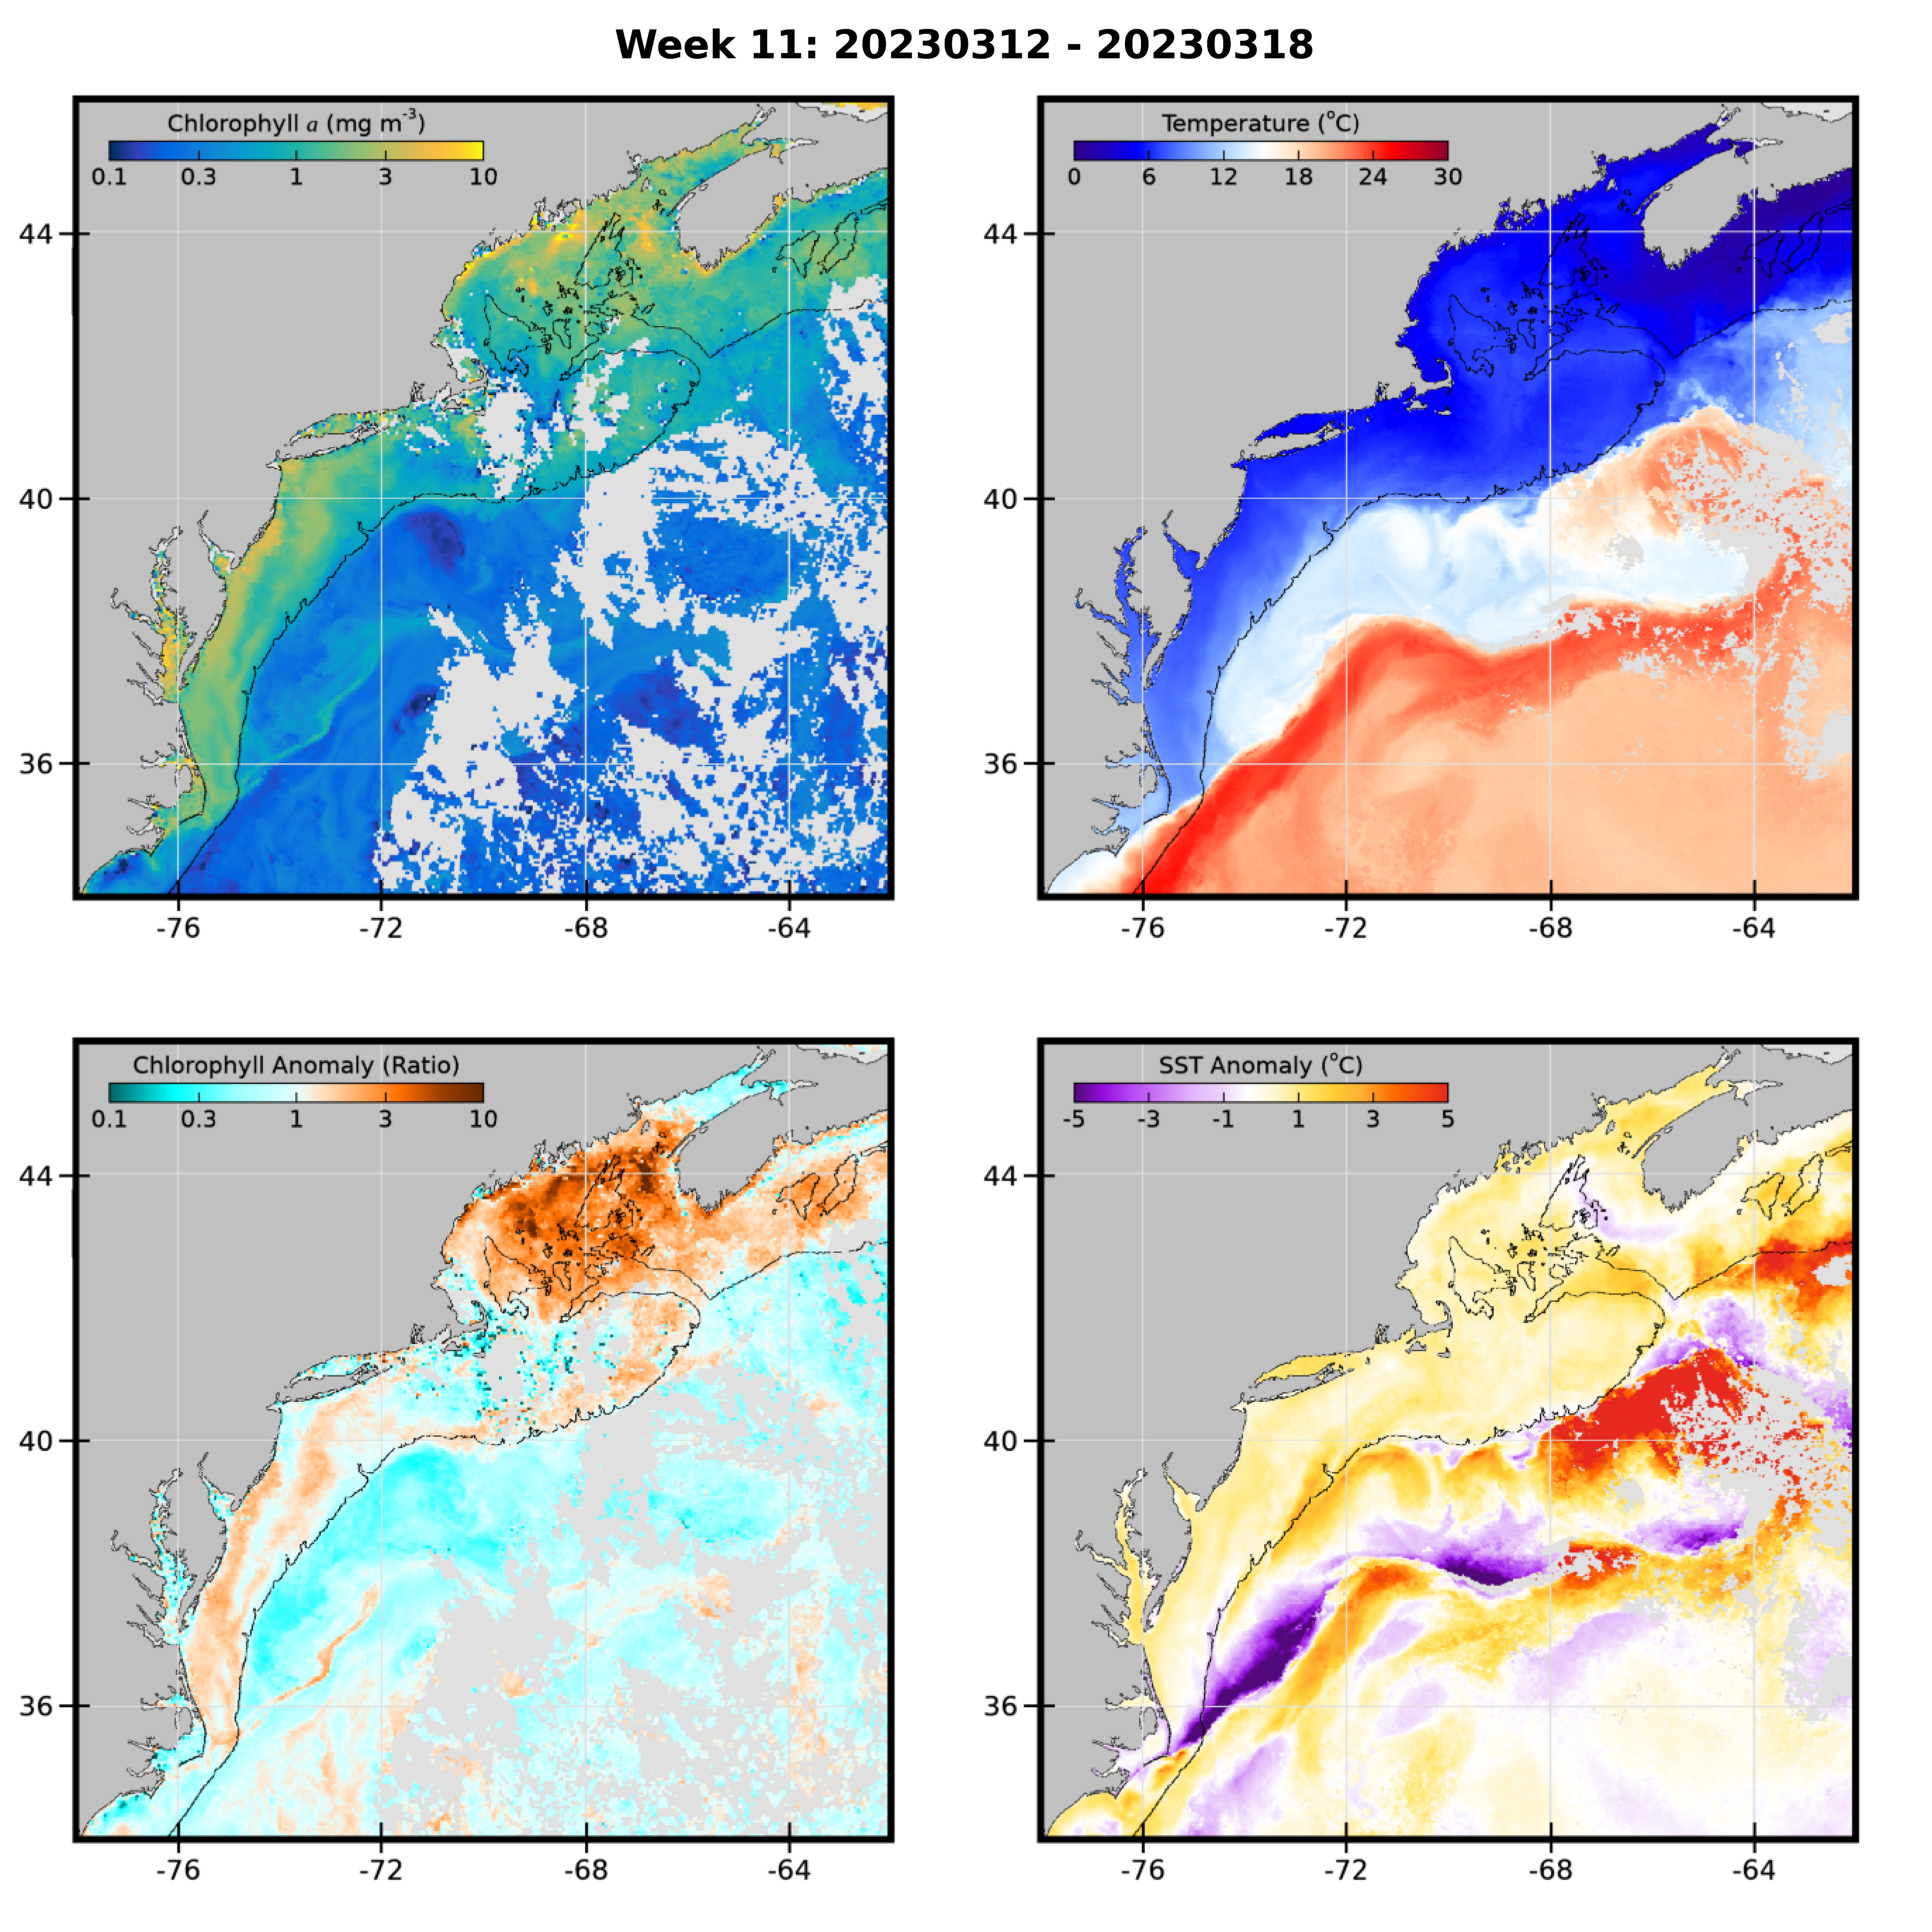 Week 11: 20230312 - 20230318
Chlorophyll a (mg m-3)
0.1 0.3 1 3 10
44
40
36
-76 -72 -68 -64
Temperature (oC)
0 6 12 18 24 30
44
40
36
-76 -72 -68 -64
Chlorophyll Anomaly (Ratio)
0.1 0.3 1 3 10
44
40
36
-76 -72 -68 -64
SST Anomaly (oC)
-5 -3 -1 1 3 5
44
40
36
-76 -72 -68 -64